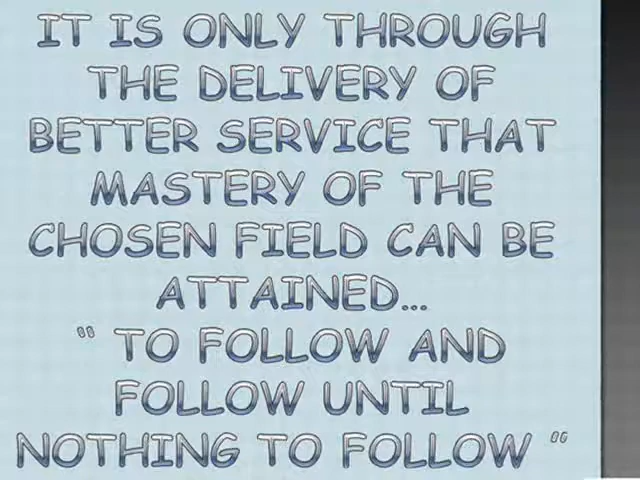 IT IS ONLY THROUGH
THE DELIVERY OF
BETTER SERVICE THAT
MASTERY OF THE
CHOSEN FIELD CAN BE
ATTAINED...
“ TO FOLLOW AND
FOLLOW UNTIL
NOTHING TO FOLLOW “